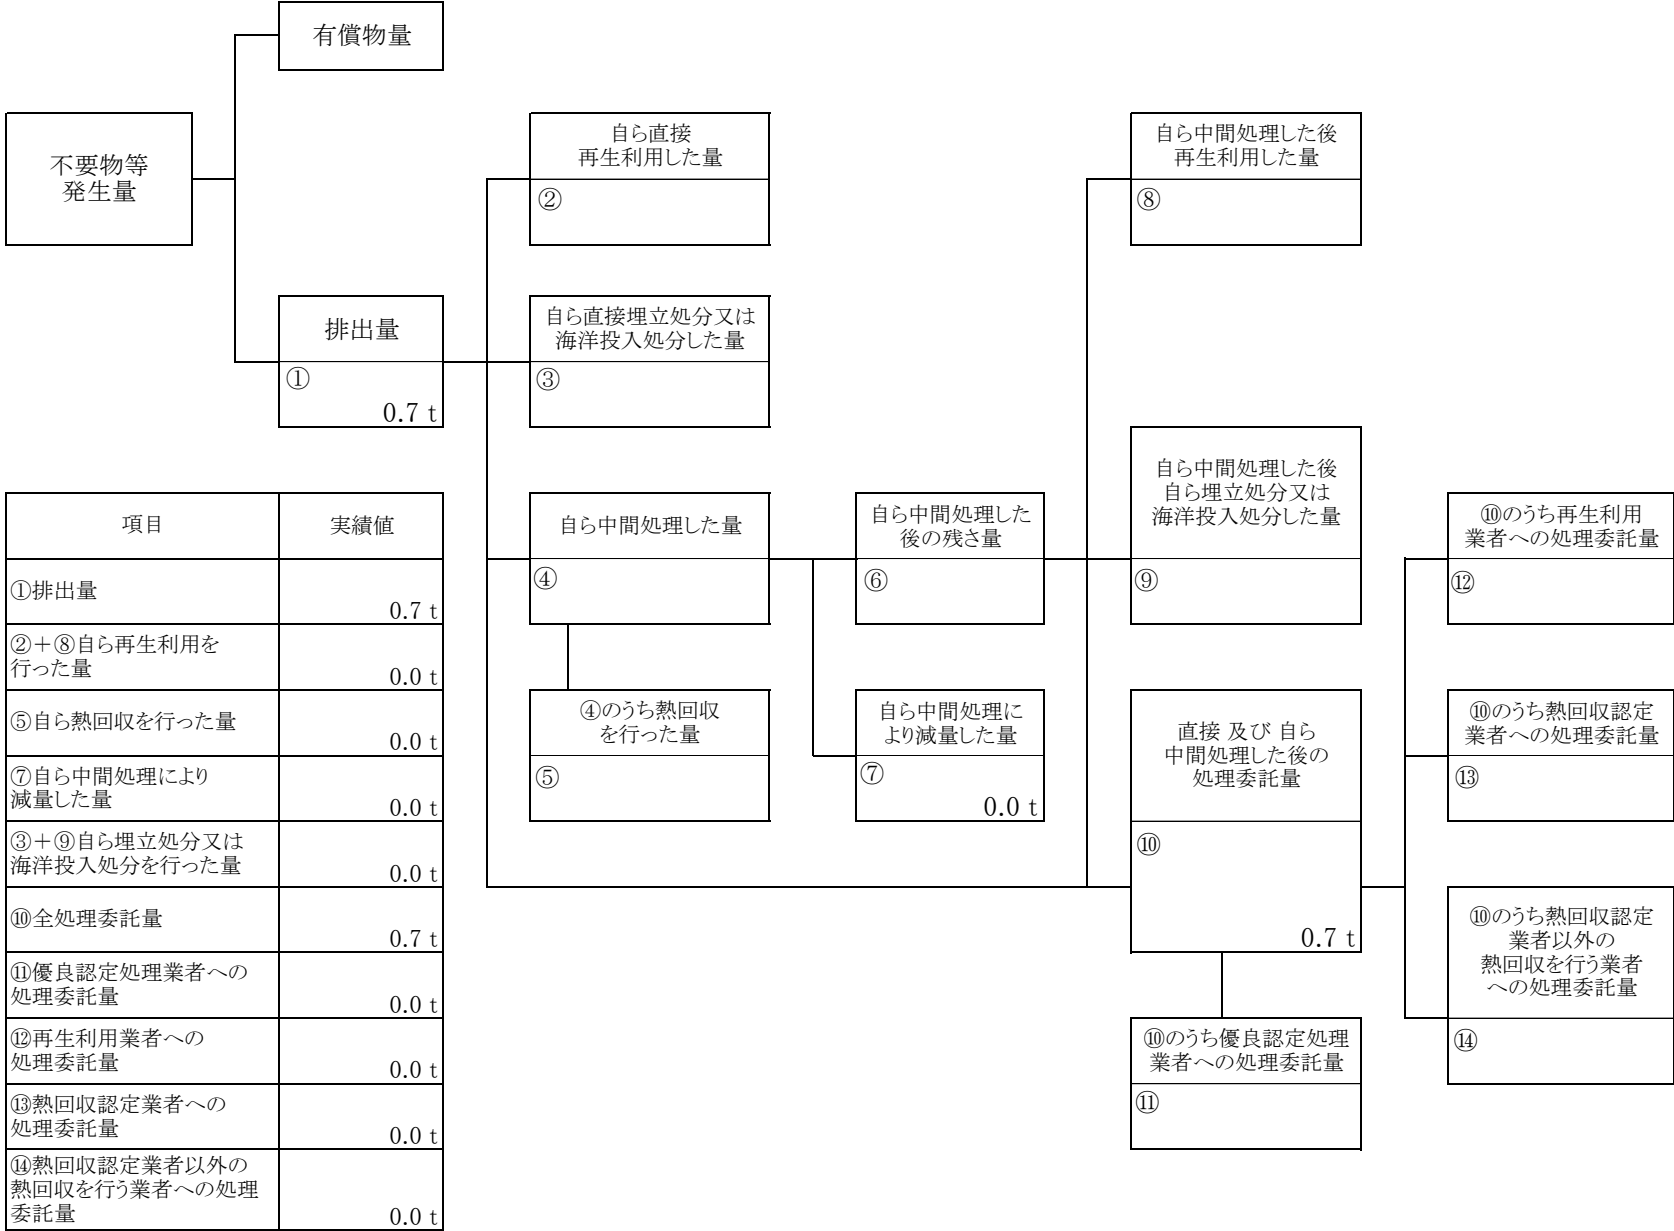 有償物量
不要物等
発生量
自ら直接
再生利用した量
②
自ら中間処理した後
再生利用した量
⑧
排出量
①
0.7 t
自ら直接埋立処分又は
海洋投入処分した量
③
自ら中間処理した量
④
自ら中間処理した
後の残さ量
⑥
自ら中間処理した後
自ら埋立処分又は
海洋投入処分した量
⑨
⑩のうち再生利用
業者への処理委託量
⑫
④のうち熱回収
を行った量
⑤
自ら中間処理に
より減量した量
⑦
0.0 t
直接 及び 自ら
中間処理した後の
処理委託量
⑩
0.7 t
⑩のうち熱回収認定
業者への処理委託量
⑬
⑩のうち熱回収認定
業者以外の
熱回収を行う業者
への処理委託量
⑭
⑩のうち優良認定処理
業者への処理委託量
⑪
項目 実績値
①排出量
0.7 t
②+⑧自ら再生利用を
行った量
0.0 t
⑤自ら熱回収を行った量
0.0 t
⑦自ら中間処理により
減量した量
0.0 t
③+⑨自ら埋立処分又は
海洋投入処分を行った量
0.0 t
⑩全処理委託量
0.7 t
⑪優良認定処理業者への
処理委託量
0.0 t
⑫再生利用業者への
処理委託量
0.0 t
⑬熱回収認定業者への
処理委託量
0.0 t
⑭熱回収認定業者以外の
熱回収を行う業者への処理
委託量
0.0 t